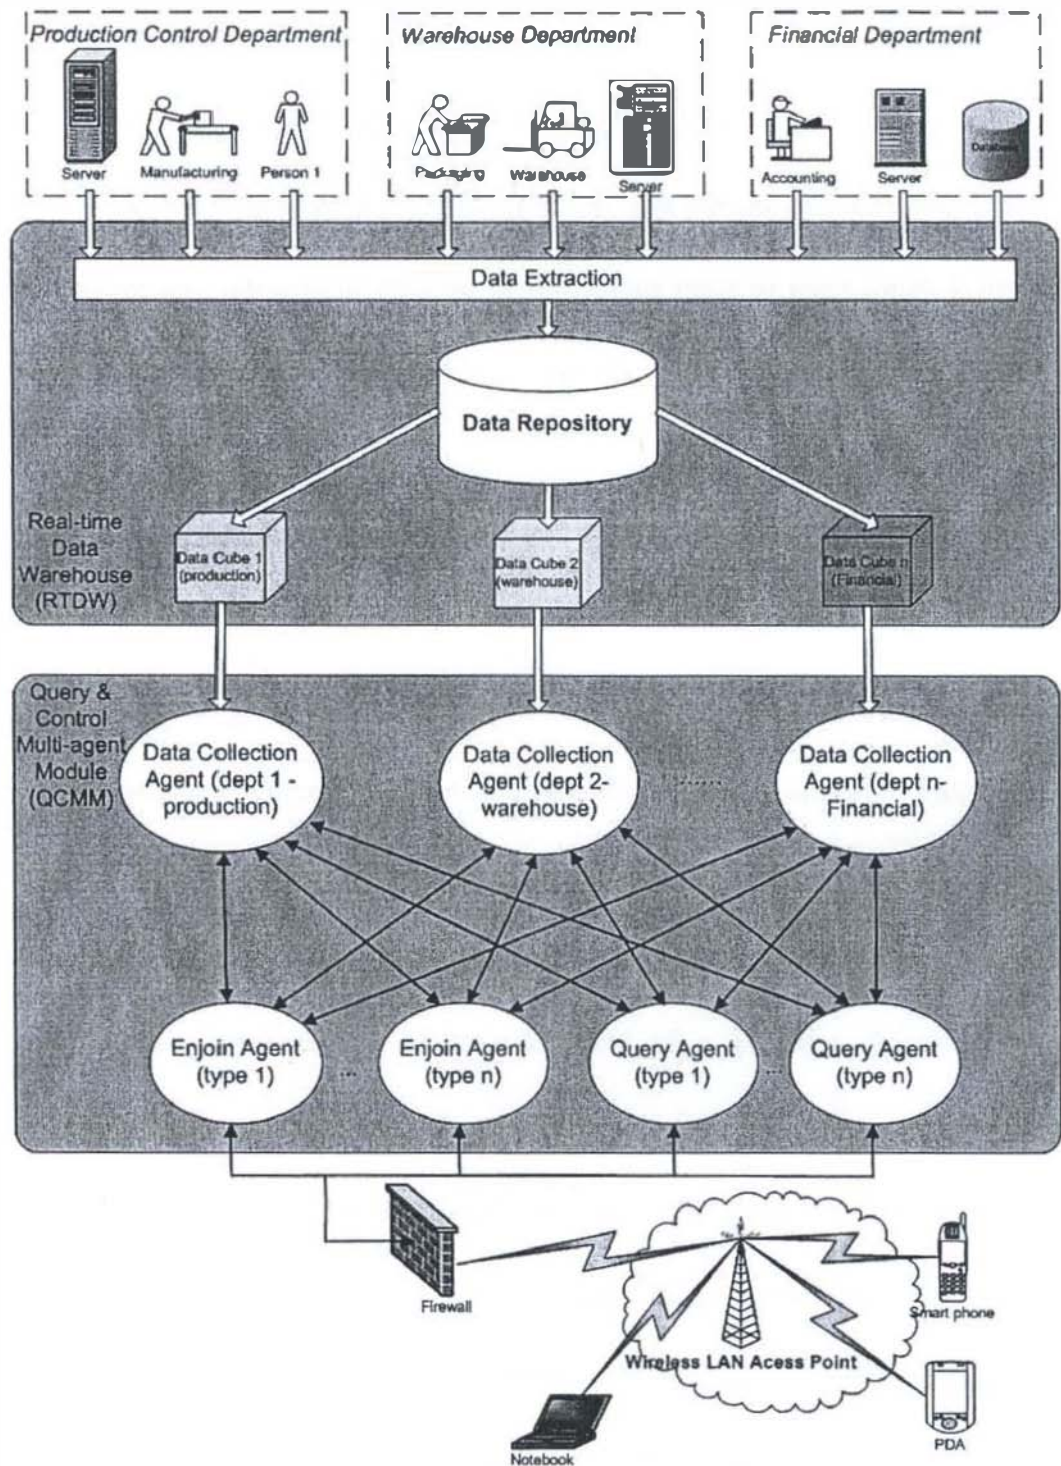 Production Control Department
Warehouse Department
Financial Department
Server
Manufacturing
Person 1
Packaging
Warehouse
Server
Accounting
Server
Database
Data Extraction
Data Repository
Real-time
Data
Warehouse
(RTDW)
Data Cube 1
(production)
Data Cube 2
(warehouse)
Data Cube n
(Financial)
Query &
Control
Multi-agent
Module
(QCMM)
Data Collection
Agent (dept 1 -
production)
Data Collection
Agent (dept 2-
warehouse)
.......
Data Collection
Agent (dept n-
Financial)
Enjoin Agent
(type 1)
...
Enjoin Agent
(type n)
Query Agent
(type 1)
...
Query Agent
(type n)
Firewall
Smart phone
Wireless LAN Acess Point
Notebook
PDA